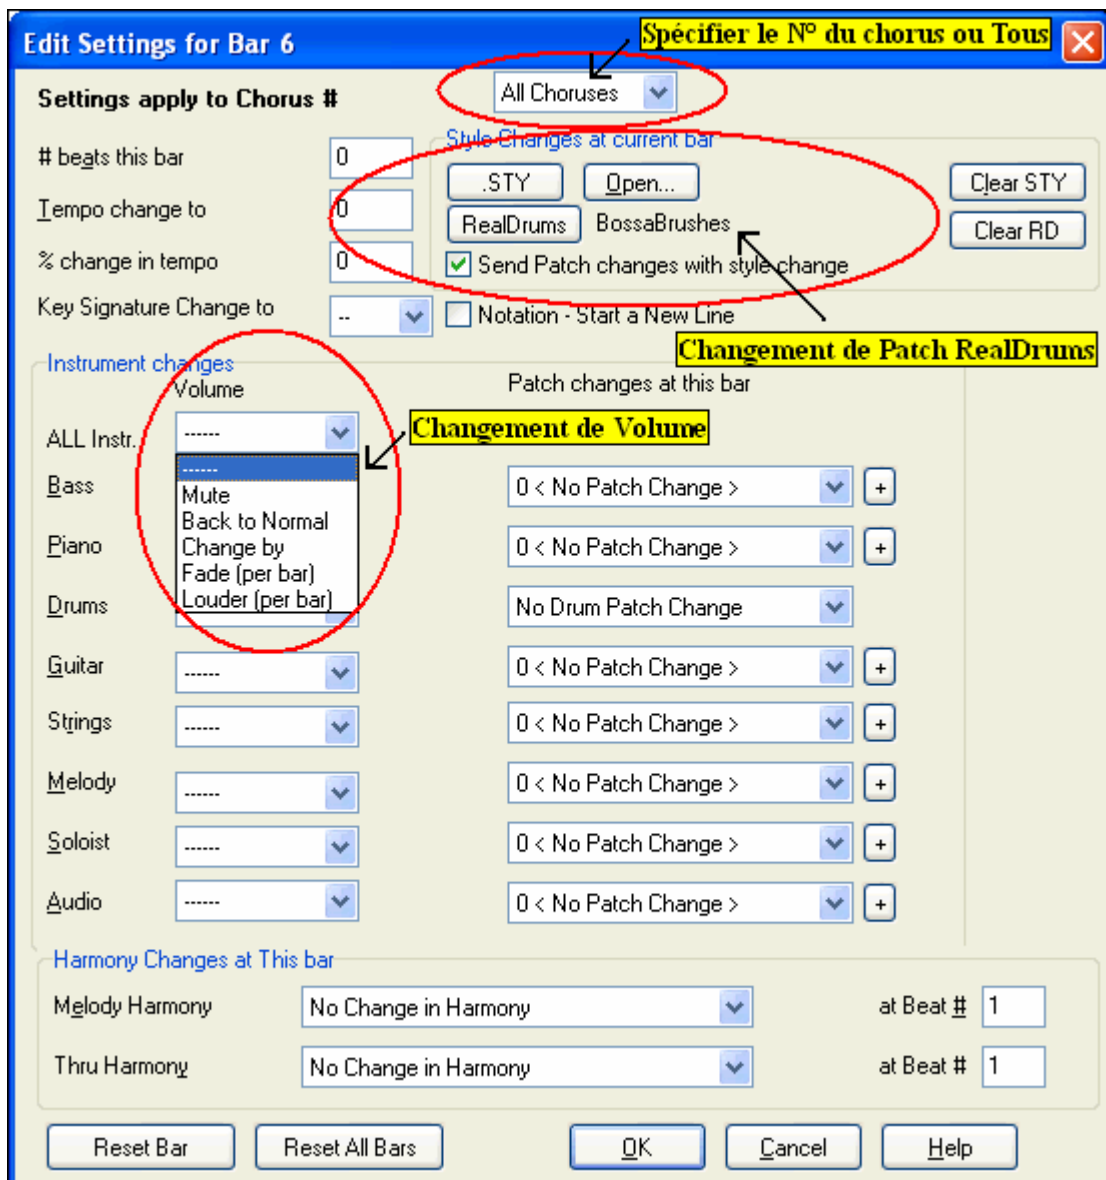 Edit Settings for Bar 6
Spécifier le N° du chorus ou Tous
Settings apply to Chorus #
All Choruses
# beats this bar
0
Style Changes at current bar
.STY
Open...
Clear STY
Tempo change to
0
RealDrums
BossaBrushes
Clear RD
% change in tempo
0
Send Patch changes with style change
Key Signature Change to
--
Notation - Start a New Line
Changement de Patch RealDrums
Instrument changes
Volume
Patch changes at this bar
ALL Instr.
------
Changement de Volume
------
Mute
Back to Normal
Change by
Fade (per bar)
Louder (per bar)
Bass
0 < No Patch Change >
+
Piano
0 < No Patch Change >
+
Drums
No Drum Patch Change
Guitar
------
0 < No Patch Change >
+
Strings
------
0 < No Patch Change >
+
Melody
------
0 < No Patch Change >
+
Soloist
------
0 < No Patch Change >
+
Audio
------
0 < No Patch Change >
+
Harmony Changes at This bar
Melody Harmony
No Change in Harmony
at Beat #
1
Thru Harmony
No Change in Harmony
at Beat #
1
Reset Bar
Reset All Bars
OK
Cancel
Help